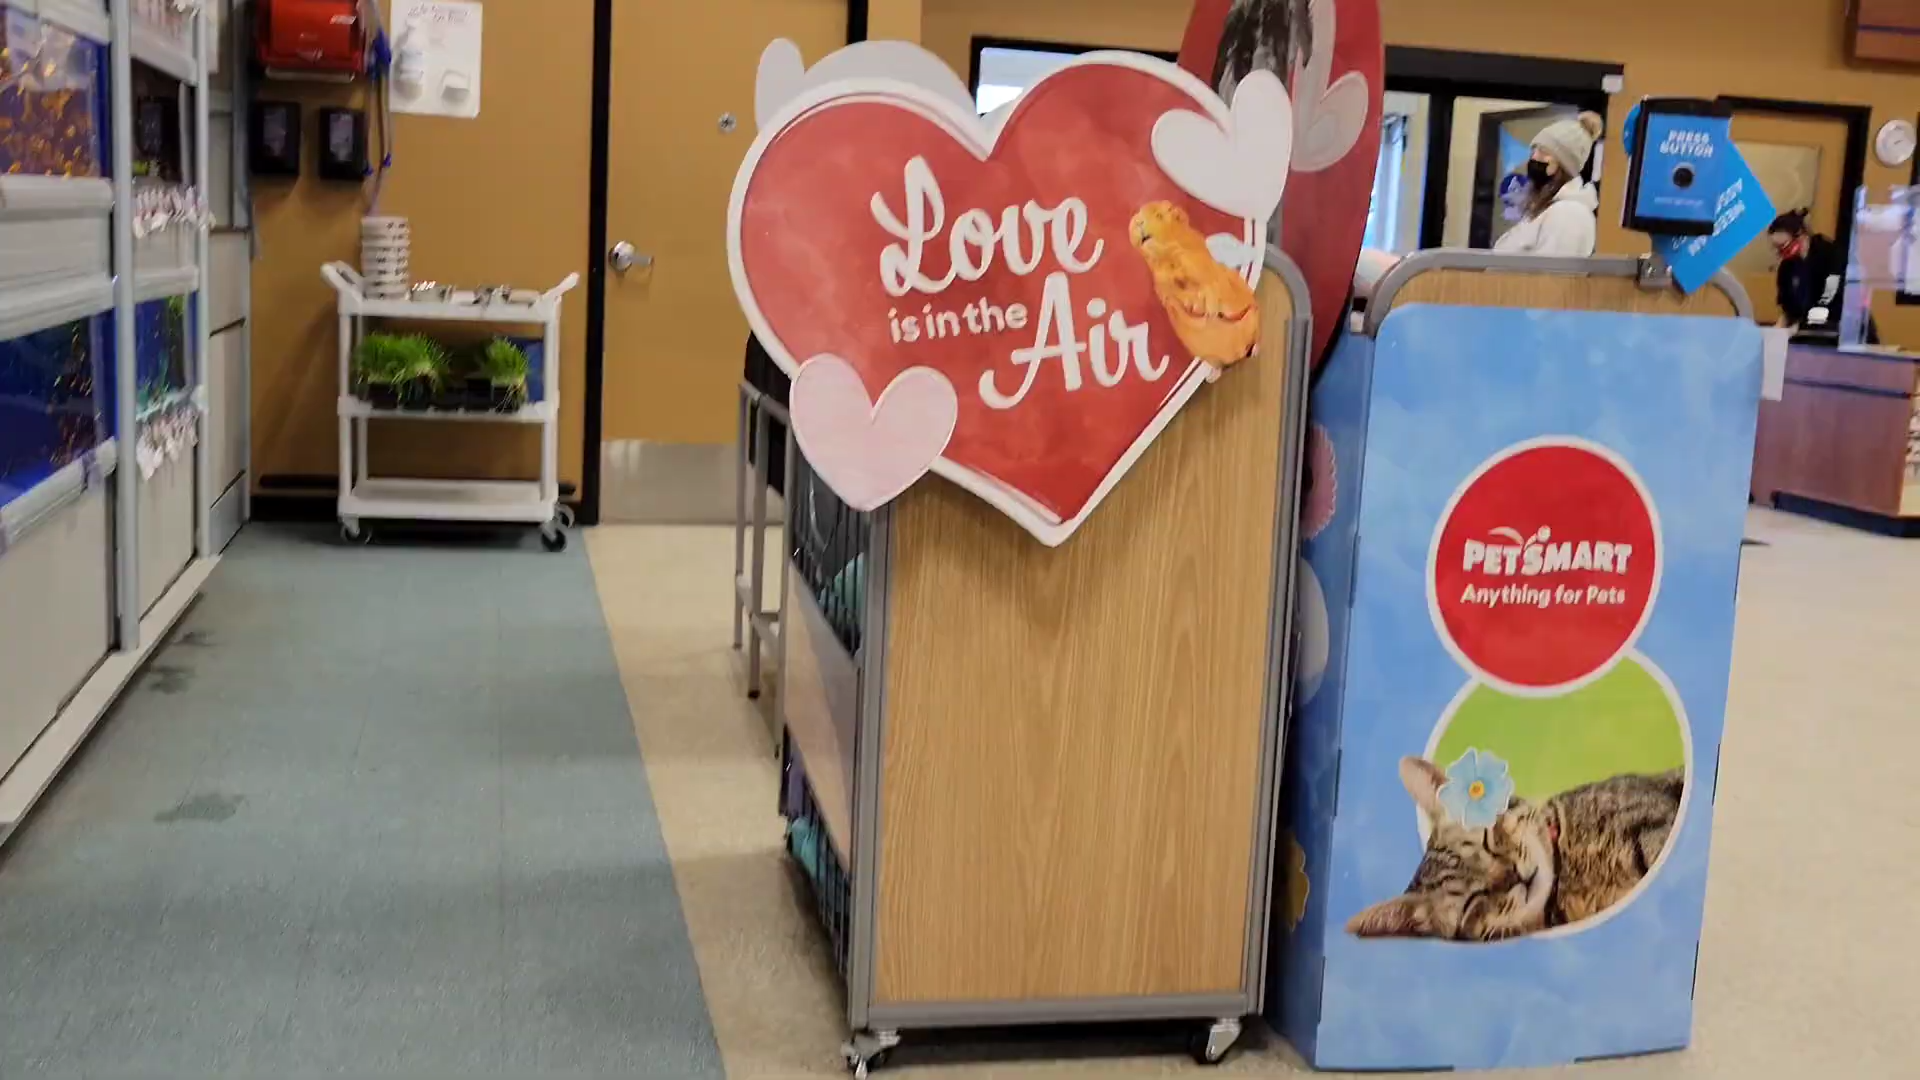 Love
is in the
Air
PRESS
BUTTON
PETSMART
Anything for Pets